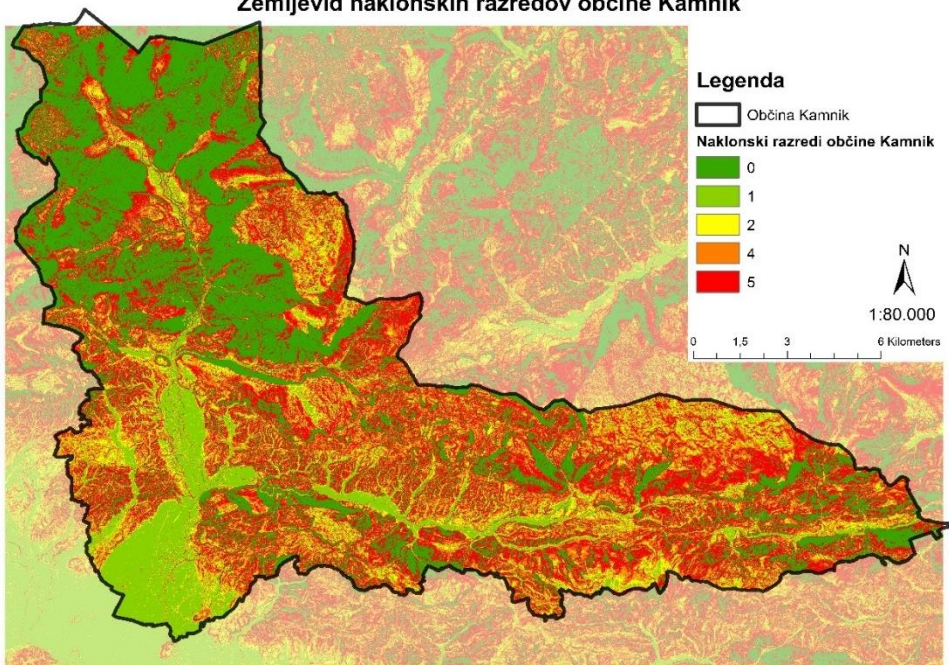 Zemljevid naklonskih razredov občine Kamnik
Legenda
Občina Kamnik
Naklonski razredi občine Kamnik
0
1
2
4
5
N
1:80.000
0 1,5 3 6 Kilometers